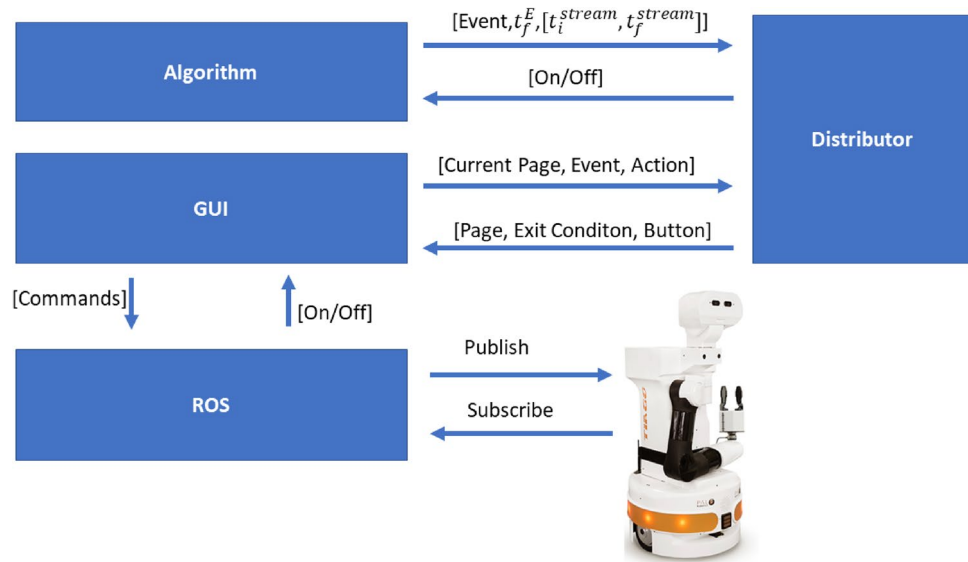 [Event,t_f^E,[t_i^stream, t_f^stream]]
Algorithm
[On/Off]
Distributor
[Current Page, Event, Action]
GUI
[Page, Exit Conditon, Button]
[Commands]
[On/Off]
Publish
ROS
Subscribe
TIAGO